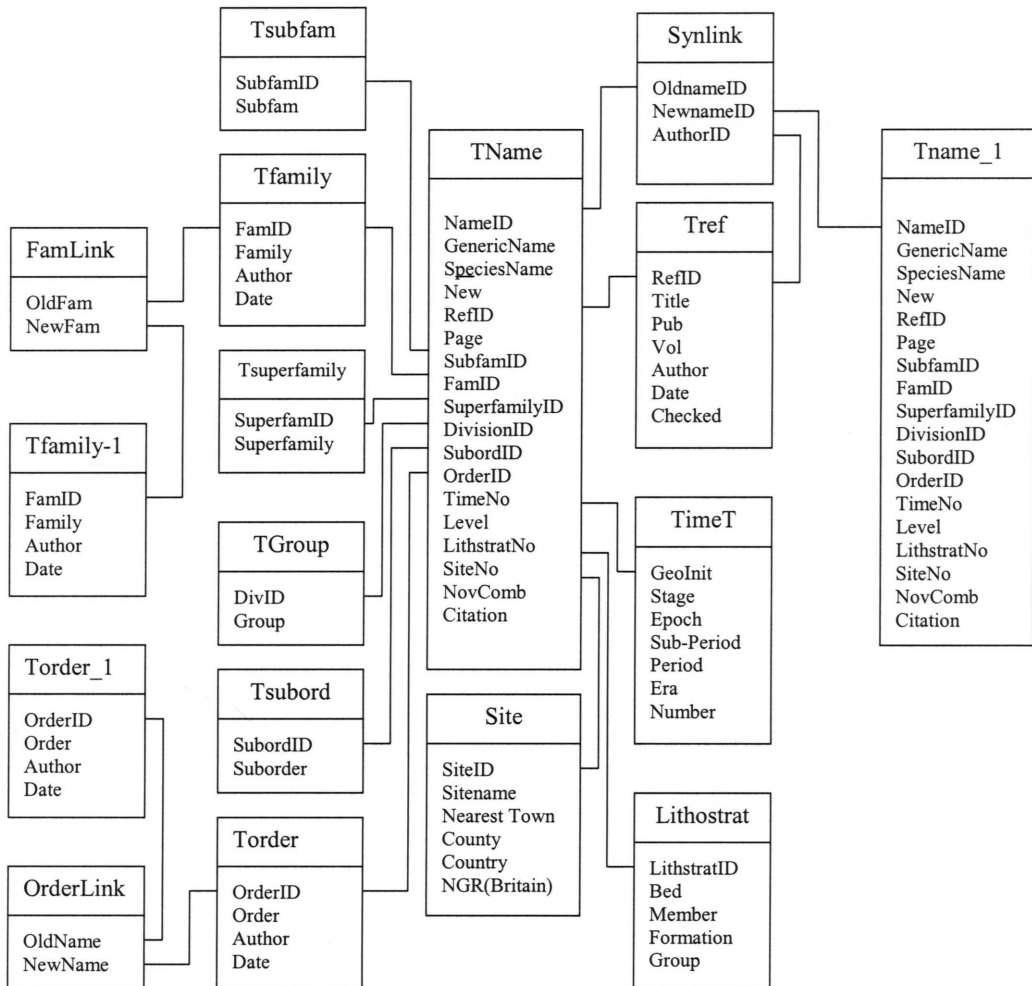 Tsubfam
SubfamID
Subfam
Tfamily
FamID
Family
Author
Date
FamLink
OldFam
NewFam
Tsuperfamily
SuperfamID
Superfamily
Tfamily-1
FamID
Family
Author
Date
TGroup
DivID
Group
Torder_1
OrderID
Order
Author
Date
Tsubord
SubordID
Suborder
OrderLink
OldName
NewName
Torder
OrderID
Order
Author
Date
TName
NameID
GenericName
SpeciesName
New
RefID
Page
SubfamID
FamID
SuperfamilyID
DivisionID
SubordID
OrderID
TimeNo
Level
LithstratNo
SiteNo
NovComb
Citation
Site
SiteID
Sitename
Nearest Town
County
Country
NGR(Britain)
Synlink
OldnameID
NewnameID
AuthorID
Tref
RefID
Title
Pub
Vol
Author
Date
Checked
TimeT
GeoInit
Stage
Epoch
Sub-Period
Period
Era
Number
Lithostrat
LithstratID
Bed
Member
Formation
Group
Tname_1
NameID
GenericName
SpeciesName
New
RefID
Page
SubfamID
FamID
SuperfamilyID
DivisionID
SubordID
OrderID
TimeNo
Level
LithstratNo
SiteNo
NovComb
Citation